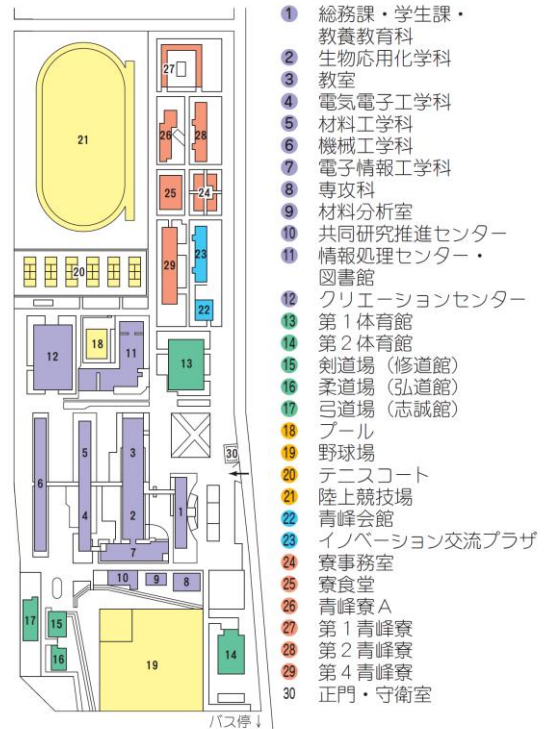 27
26
28
21
25
24
29
23
20
22
18
12
11
13
30
5
3
6
4
2
1
7
10
9
8
17
15
16
19
14
バス停↓
1 総務課・学生課・
教養教育科
2 生物応用化学科
3 教室
4 電気電子工学科
5 材料工学科
6 機械工学科
7 電子情報工学科
8 専攻科
9 材料分析室
10 共同研究推進センター
11 情報処理センター・
図書館
12 クリエーションセンター
13 第1体育館
14 第2体育館
15 剣道場（修道館）
16 柔道場（弘道館）
17 弓道場（志誠館）
18 プール
19 野球場
20 テニスコート
21 陸上競技場
22 青峰会館
23 イノベーション交流プラザ
24 寮事務室
25 寮食堂
26 青峰寮A
27 第1青峰寮
28 第2青峰寮
29 第4青峰寮
30 正門・守衛室